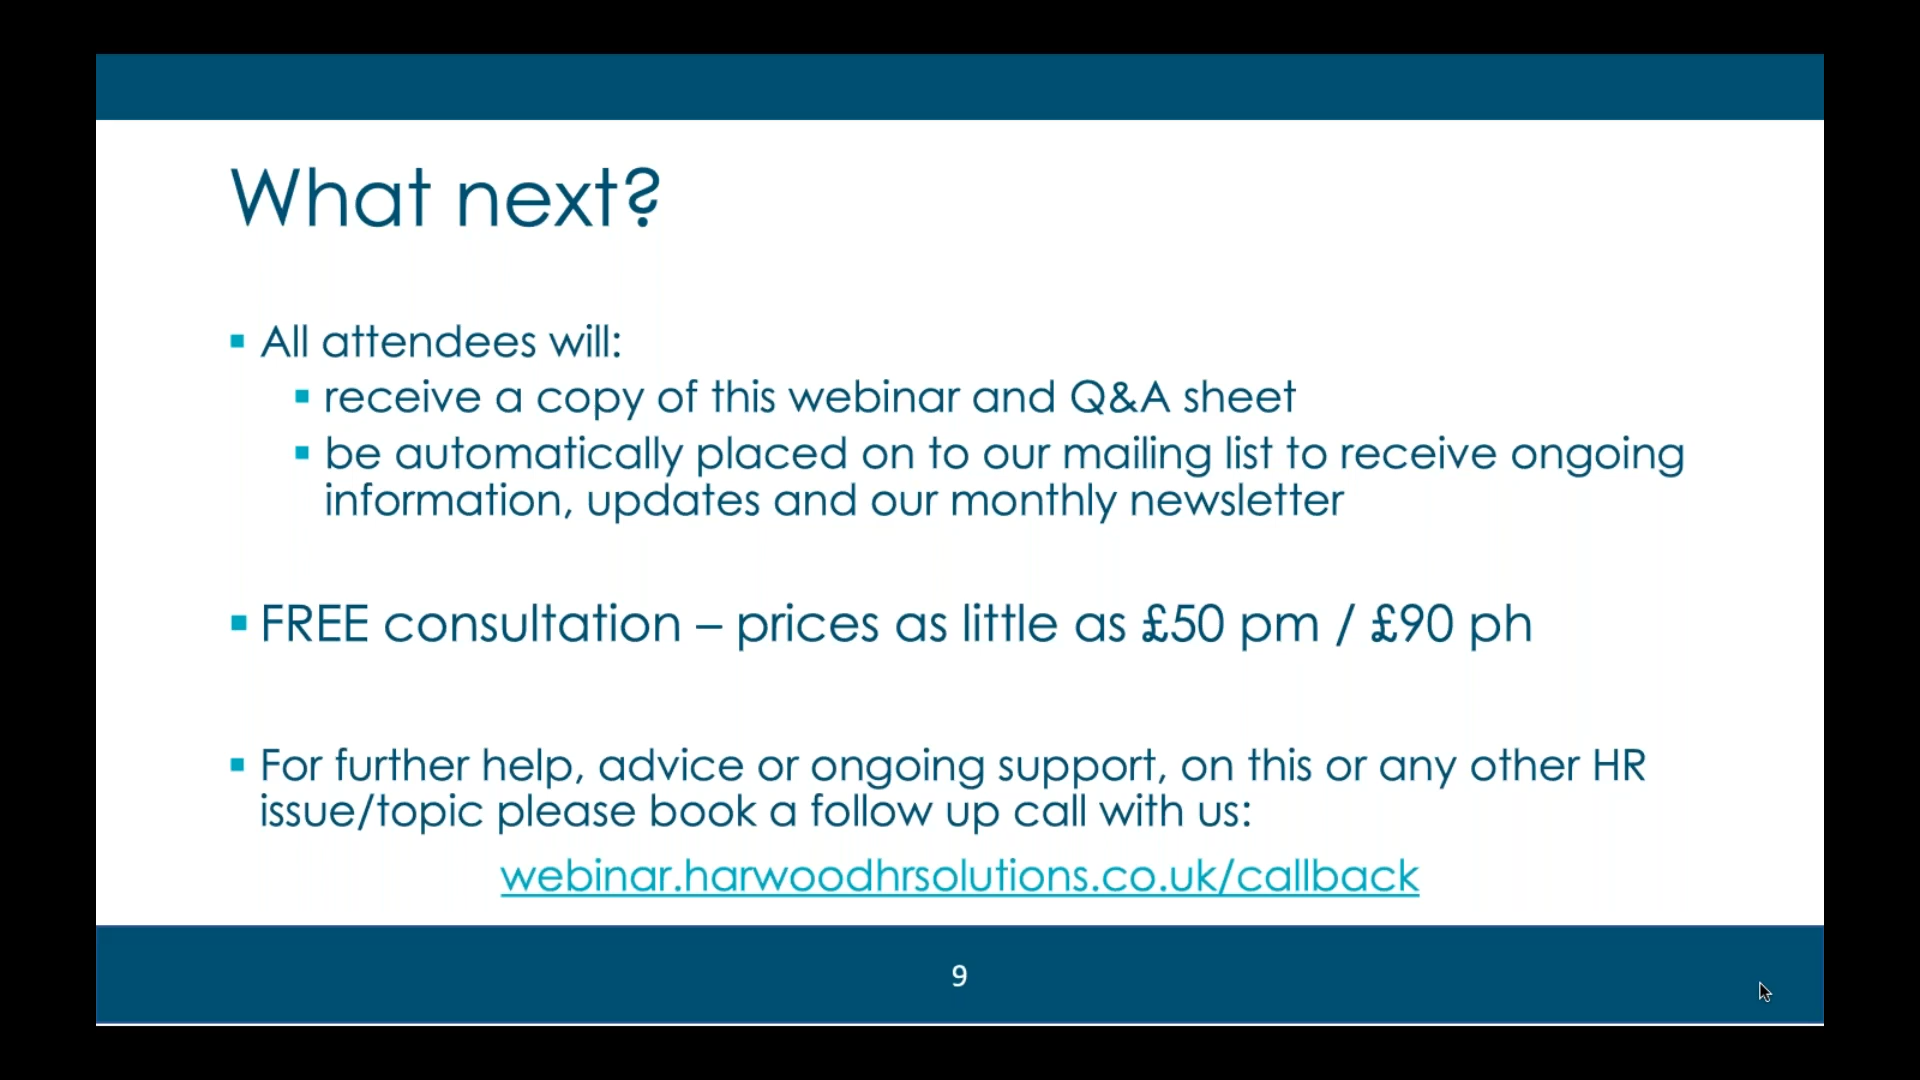 What next?
▪ All attendees will:
▪ receive a copy of this webinar and Q&A sheet
▪ be automatically placed on to our mailing list to receive ongoing
information, updates and our monthly newsletter
▪ FREE consultation – prices as little as £50 pm / £90 ph
▪ For further help, advice or ongoing support, on this or any other HR
issue/topic please book a follow up call with us:
webinar.harwoodhrsolutions.co.uk/callback
9